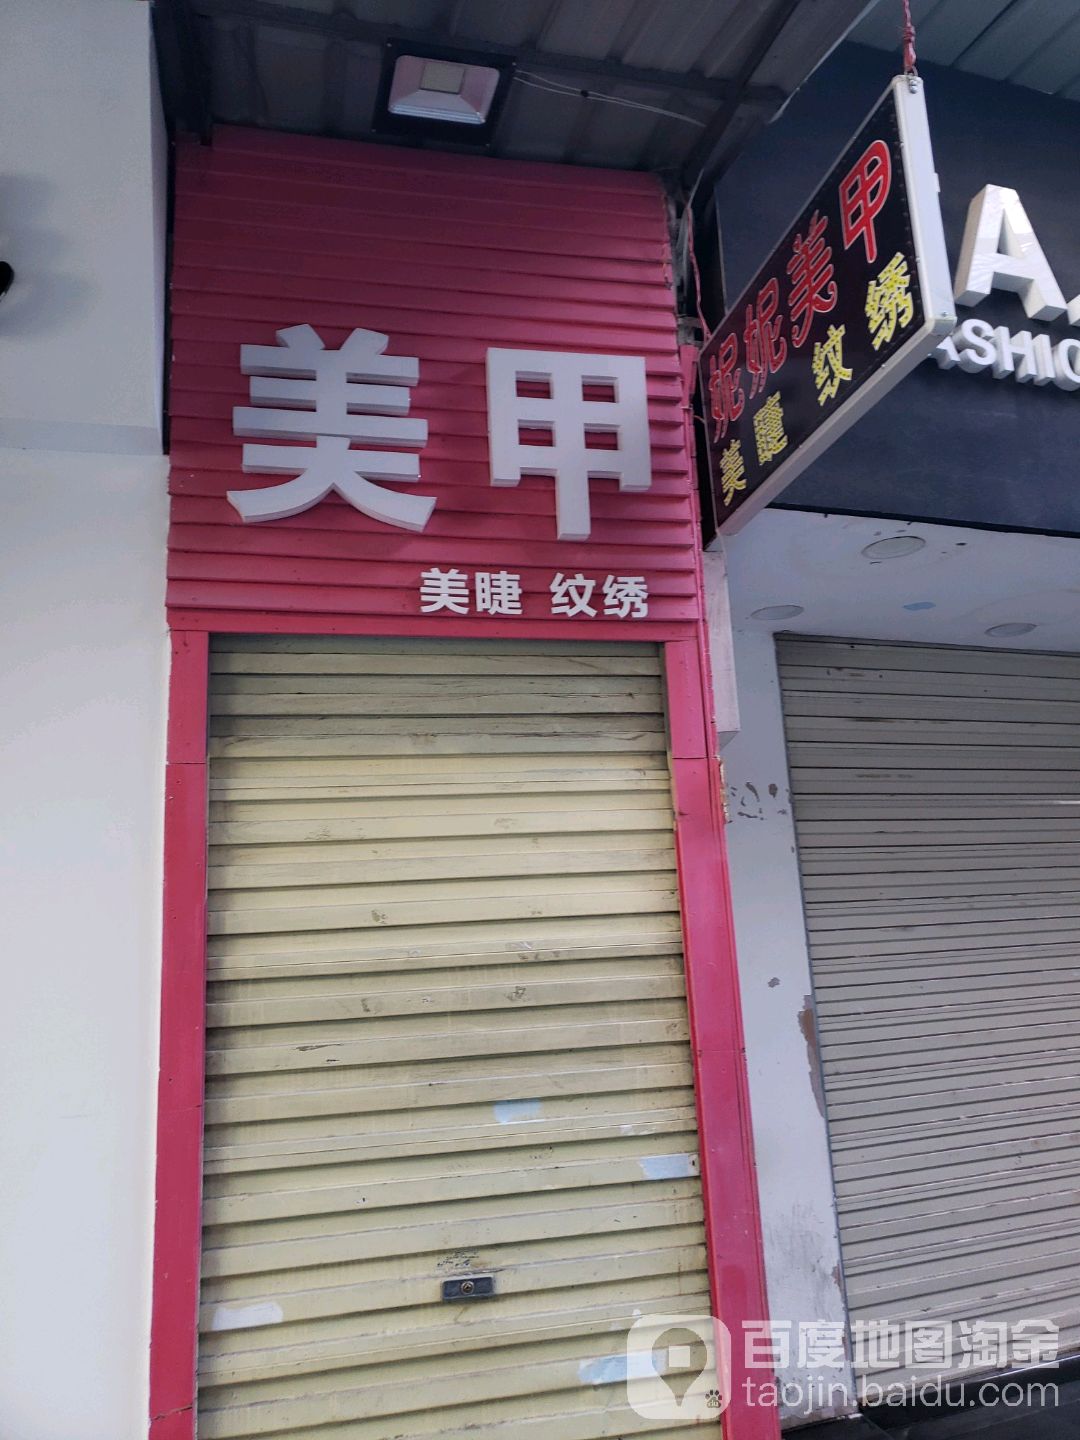 美甲
美睫 纹绣
妮妮美甲
美睫 纹绣
百度地图淘金
taojin.baidu.com